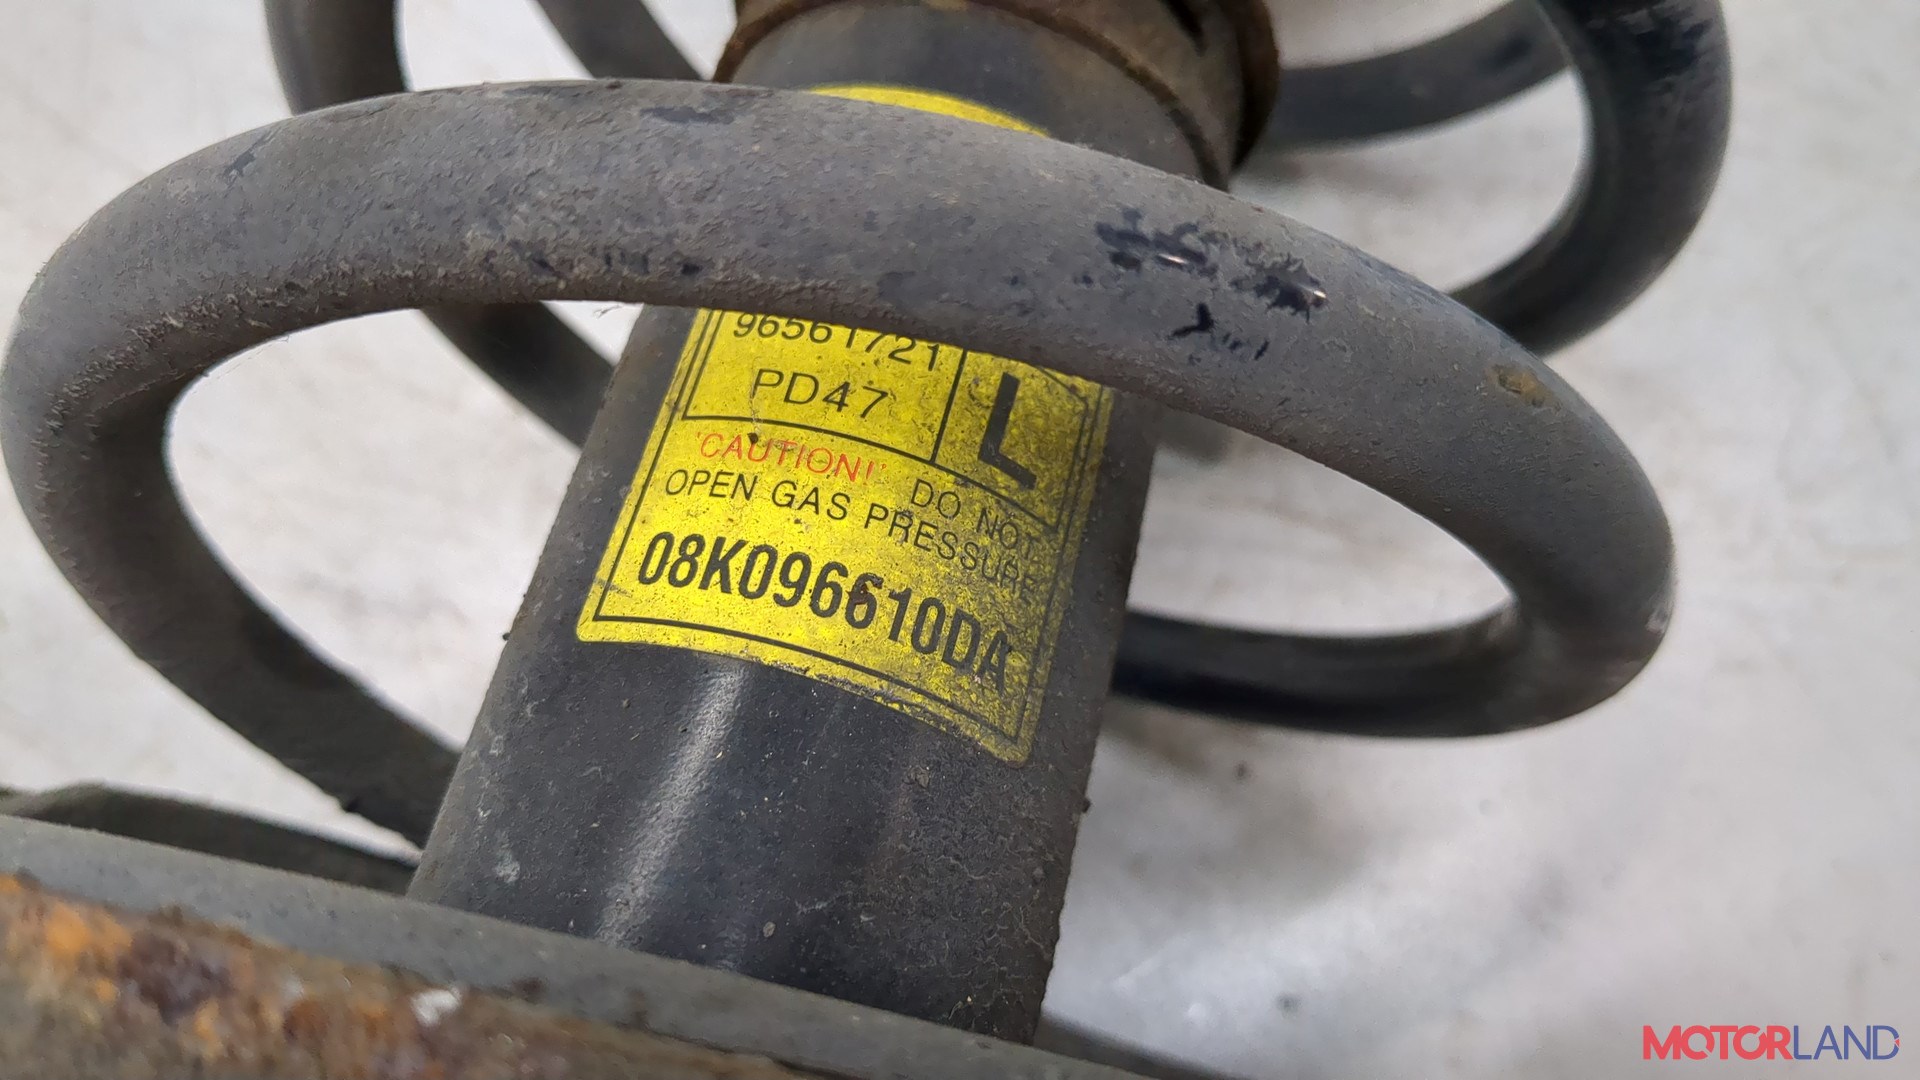 96561721
PD47
L
'CAUTION!' DO NOT
OPEN GAS PRESSURE
08K096610DA
MOTORLAND